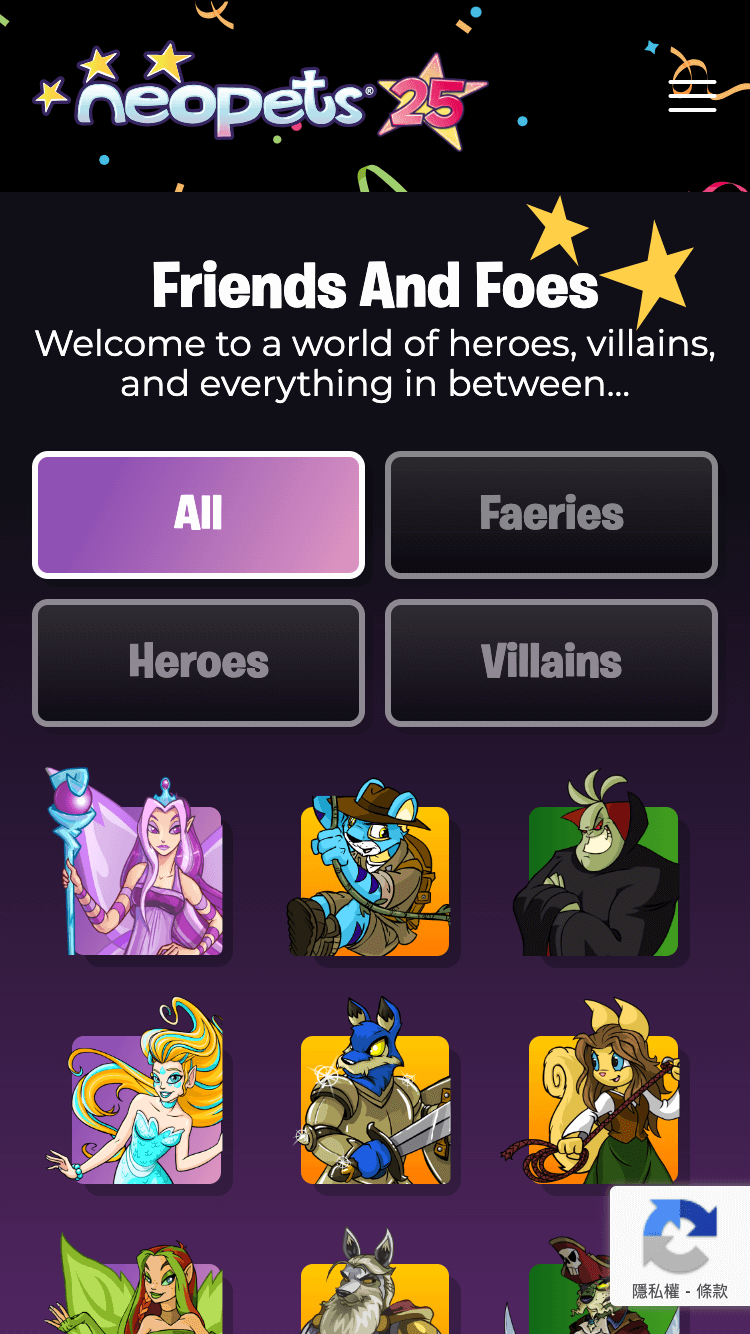 neopets® 25
Friends And Foes
Welcome to a world of heroes, villains,
and everything in between...
All
Faeries
Heroes
Villains
隱私權 - 條款